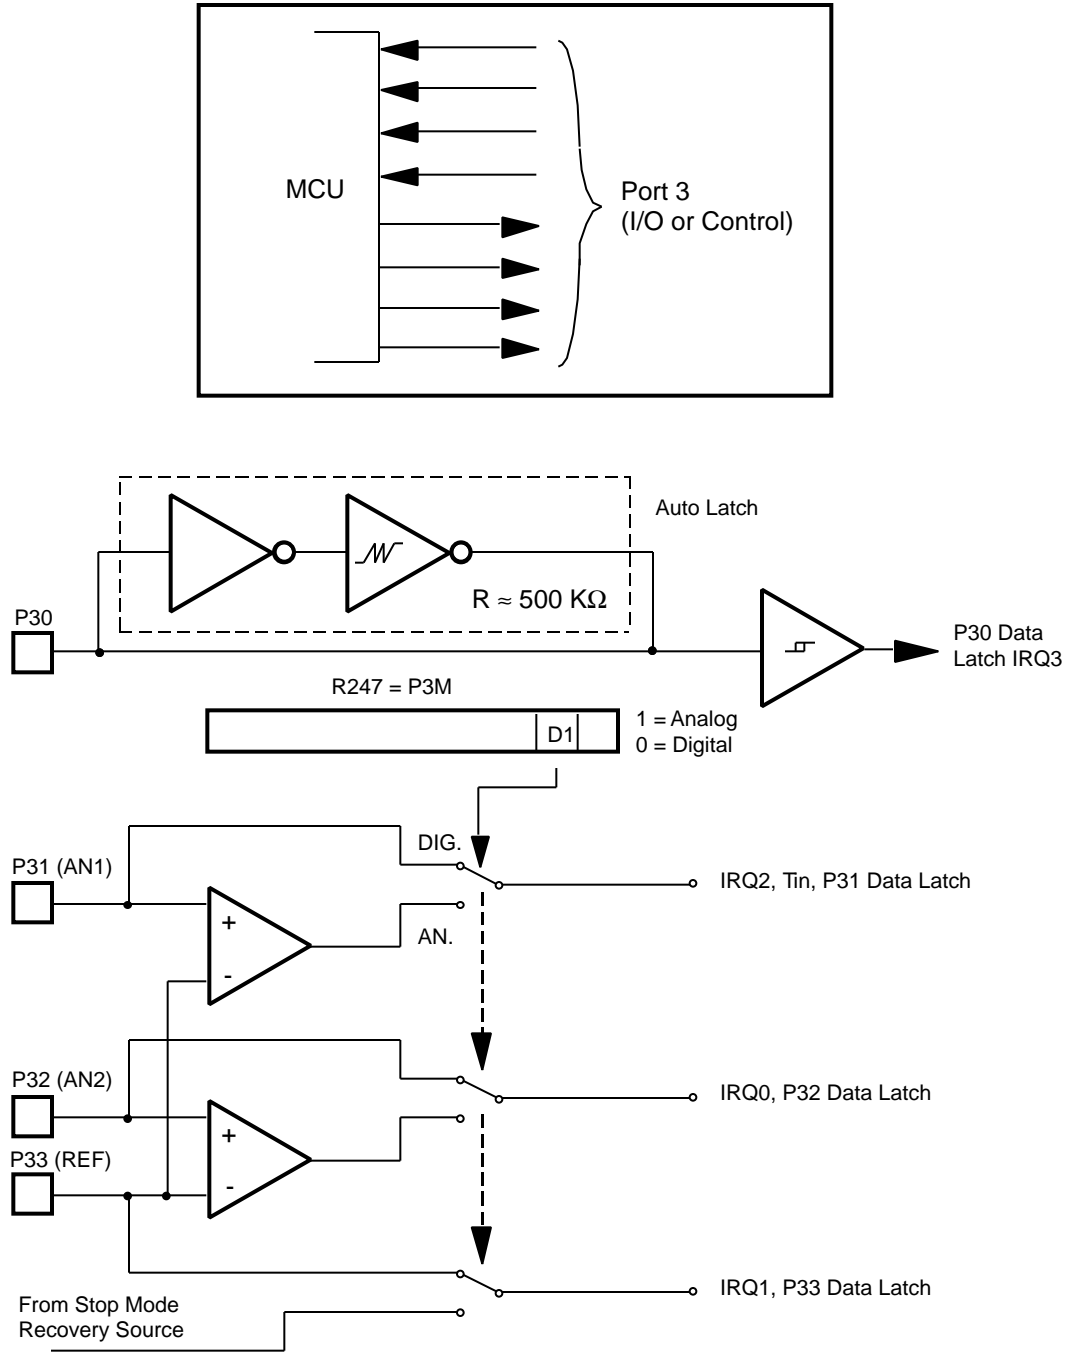 MCU
Port 3
(I/O or Control)
Auto Latch
R ≈ 500 KΩ
P30
P30 Data
Latch IRQ3
R247 = P3M
D1
1 = Analog
0 = Digital
DIG.
P31 (AN1)
IRQ2, Tin, P31 Data Latch
+
AN.
-
P32 (AN2)
IRQ0, P32 Data Latch
+
P33 (REF)
-
IRQ1, P33 Data Latch
From Stop Mode
Recovery Source